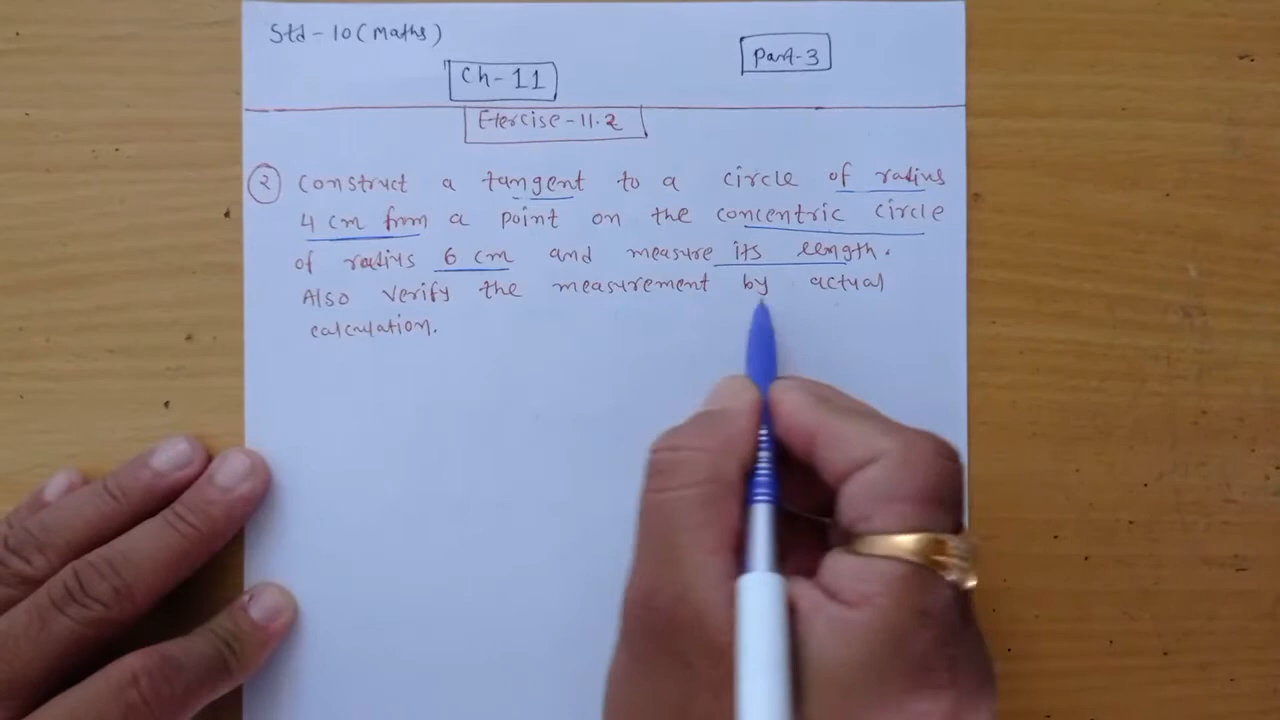 Std-10 (Maths)
Part-3
Ch-11
Exercise-11.2
2 Construct a tangent to a circle of radius
4 cm from a point on the concentric circle
of radius 6 cm and measure its length.
Also verify the measurement by actual
calculation.